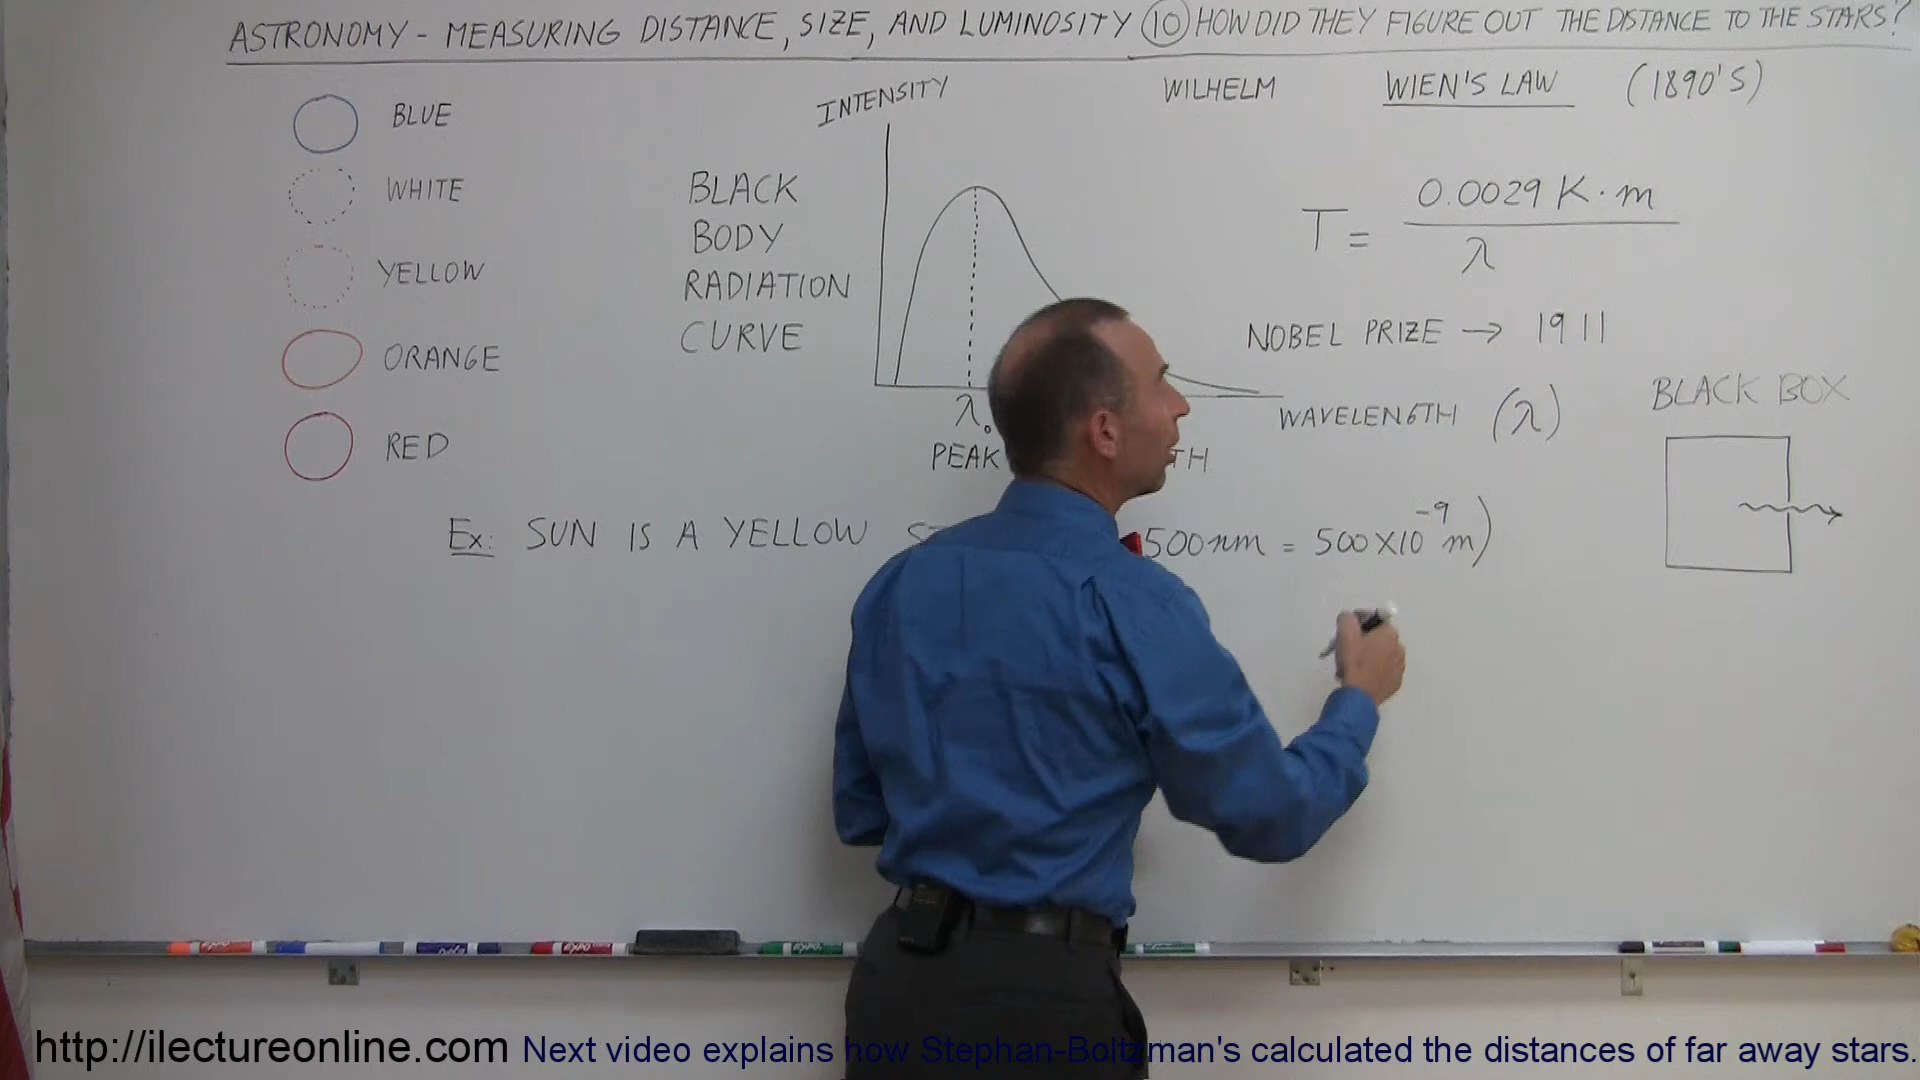 ASTRONOMY - MEASURING DISTANCE, SIZE, AND LUMINOSITY 10 HOW DID THEY FIGURE OUT THE DISTANCE TO THE STARS?
BLUE
WHITE
YELLOW
ORANGE
RED
INTENSITY
BLACK
BODY
RADIATION
CURVE
λ₀
PEAK
WAVELENGTH (λ)
WILHELM WIEN'S LAW (1890'S)
T = 0.0029 K·m / λ
NOBEL PRIZE → 1911
BLACK BOX
Ex: SUN IS A YELLOW 500nm = 500×10⁻⁹m)
http://ilectureonline.com Next video explains how Stephan-Boltzman's calculated the distances of far away stars.